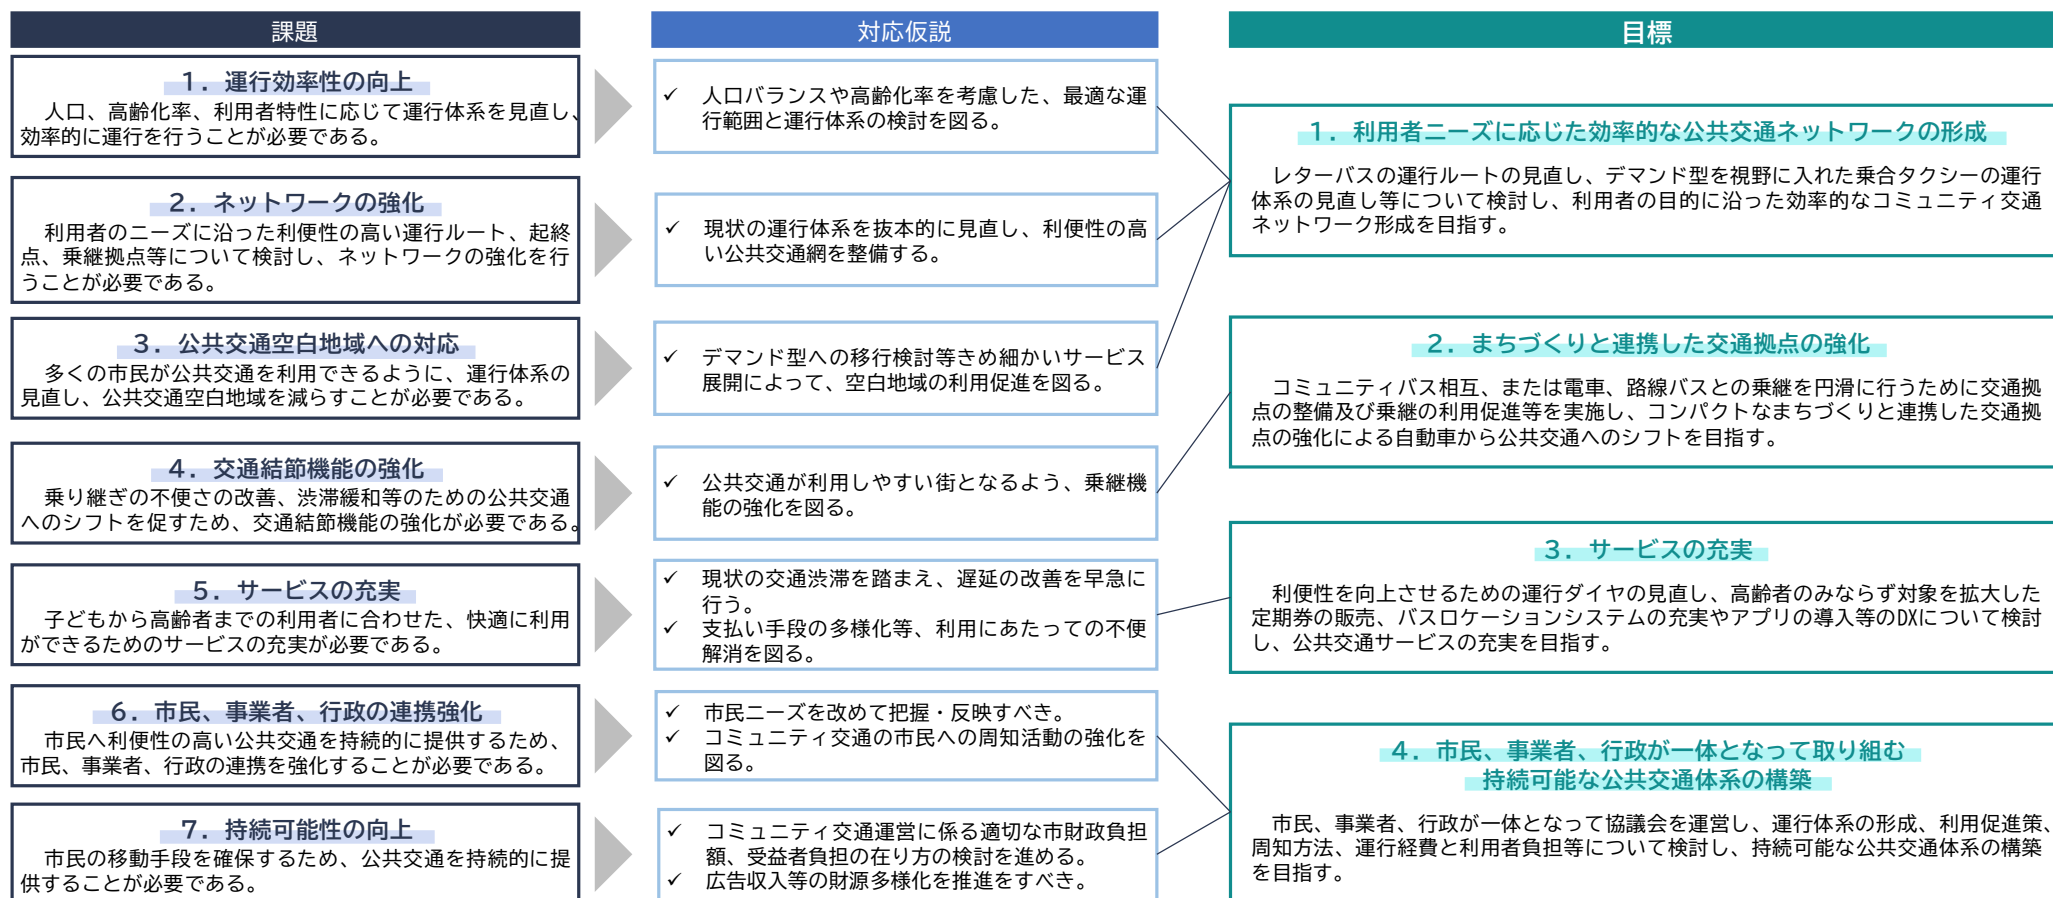 課題
1．運行効率性の向上
人口、高齢化率、利用者特性に応じて運行体系を見直し、
効率的に運行を行うことが必要である。
2．ネットワークの強化
利用者のニーズに沿った利便性の高い運行ルート、起終
点、乗継拠点等について検討し、ネットワークの強化を行
うことが必要である。
3．公共交通空白地域への対応
多くの市民が公共交通を利用できるように、運行体系の
見直し、公共交通空白地域を減らすことが必要である。
4．交通結節機能の強化
乗り継ぎの不便さの改善、渋滞緩和等のための公共交通
へのシフトを促すため、交通結節機能の強化が必要である。
5．サービスの充実
子どもから高齢者までの利用者に合わせた、快適に利用
ができるためのサービスの充実が必要である。
6．市民、事業者、行政の連携強化
市民へ利便性の高い公共交通を持続的に提供するため、
市民、事業者、行政の連携を強化することが必要である。
7．持続可能性の向上
市民の移動手段を確保するため、公共交通を持続的に提
供することが必要である。
対応仮説
✓ 人口バランスや高齢化率を考慮した、最適な運
行範囲と運行体系の検討を図る。
✓ 現状の運行体系を抜本的に見直し、利便性の高
い公共交通網を整備する。
✓ デマンド型への移行検討等きめ細かいサービス
展開によって、空白地域の利用促進を図る。
✓ 公共交通が利用しやすい街となるよう、乗継機
能の強化を図る。
✓ 現状の交通渋滞を踏まえ、遅延の改善を早急に
行う。
✓ 支払い手段の多様化等、利用にあたっての不便
解消を図る。
✓ 市民ニーズを改めて把握・反映すべき。
✓ コミュニティ交通の市民への周知活動の強化を
図る。
✓ コミュニティ交通運営に係る適切な市財政負担
額、受益者負担の在り方の検討を進める。
✓ 広告収入等の財源多様化を推進をすべき。
目標
1．利用者ニーズに応じた効率的な公共交通ネットワークの形成
レターバスの運行ルートの見直し、デマンド型を視野に入れた乗合タクシーの運行
体系の見直し等について検討し、利用者の目的に沿った効率的なコミュニティ交通
ネットワーク形成を目指す。
2．まちづくりと連携した交通拠点の強化
コミュニティバス相互、または電車、路線バスとの乗継を円滑に行うために交通拠
点の整備及び乗継の利用促進等を実施し、コンパクトなまちづくりと連携した交通拠
点の強化による自動車から公共交通へのシフトを目指す。
3．サービスの充実
利便性を向上させるための運行ダイヤの見直し、高齢者のみならず対象を拡大した
定期券の販売、バスロケーションシステムの充実やアプリの導入等のDXについて検討
し、公共交通サービスの充実を目指す。
4．市民、事業者、行政が一体となって取り組む
持続可能な公共交通体系の構築
市民、事業者、行政が一体となって協議会を運営し、運行体系の形成、利用促進策、
周知方法、運行経費と利用者負担等について検討し、持続可能な公共交通体系の構築
を目指す。